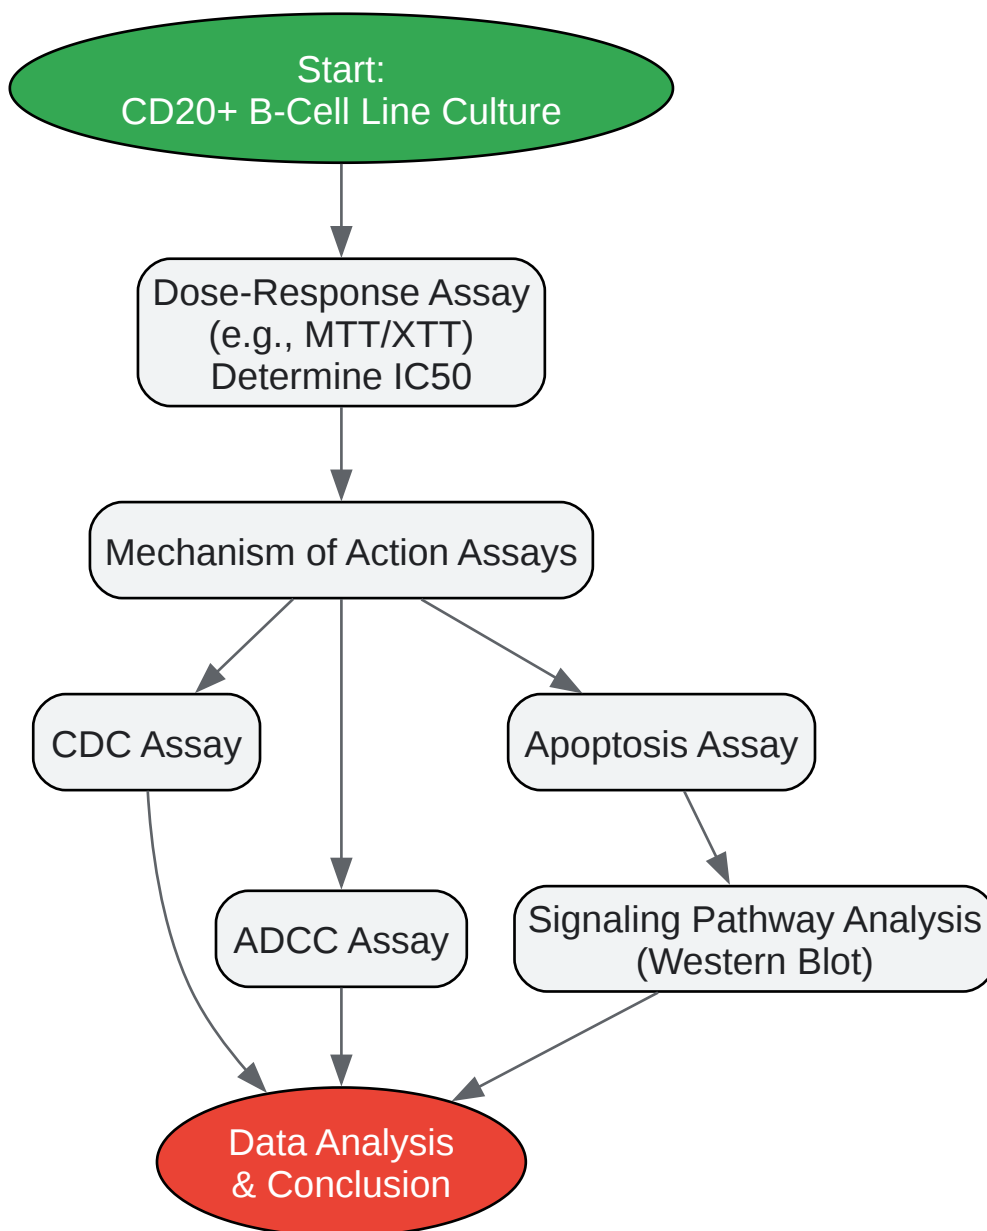 Start:
CD20+ B-Cell Line Culture
Dose-Response Assay
(e.g., MTT/XTT)
Determine IC50
Mechanism of Action Assays
CDC Assay
Apoptosis Assay
ADCC Assay
Signaling Pathway Analysis
(Western Blot)
Data Analysis
& Conclusion